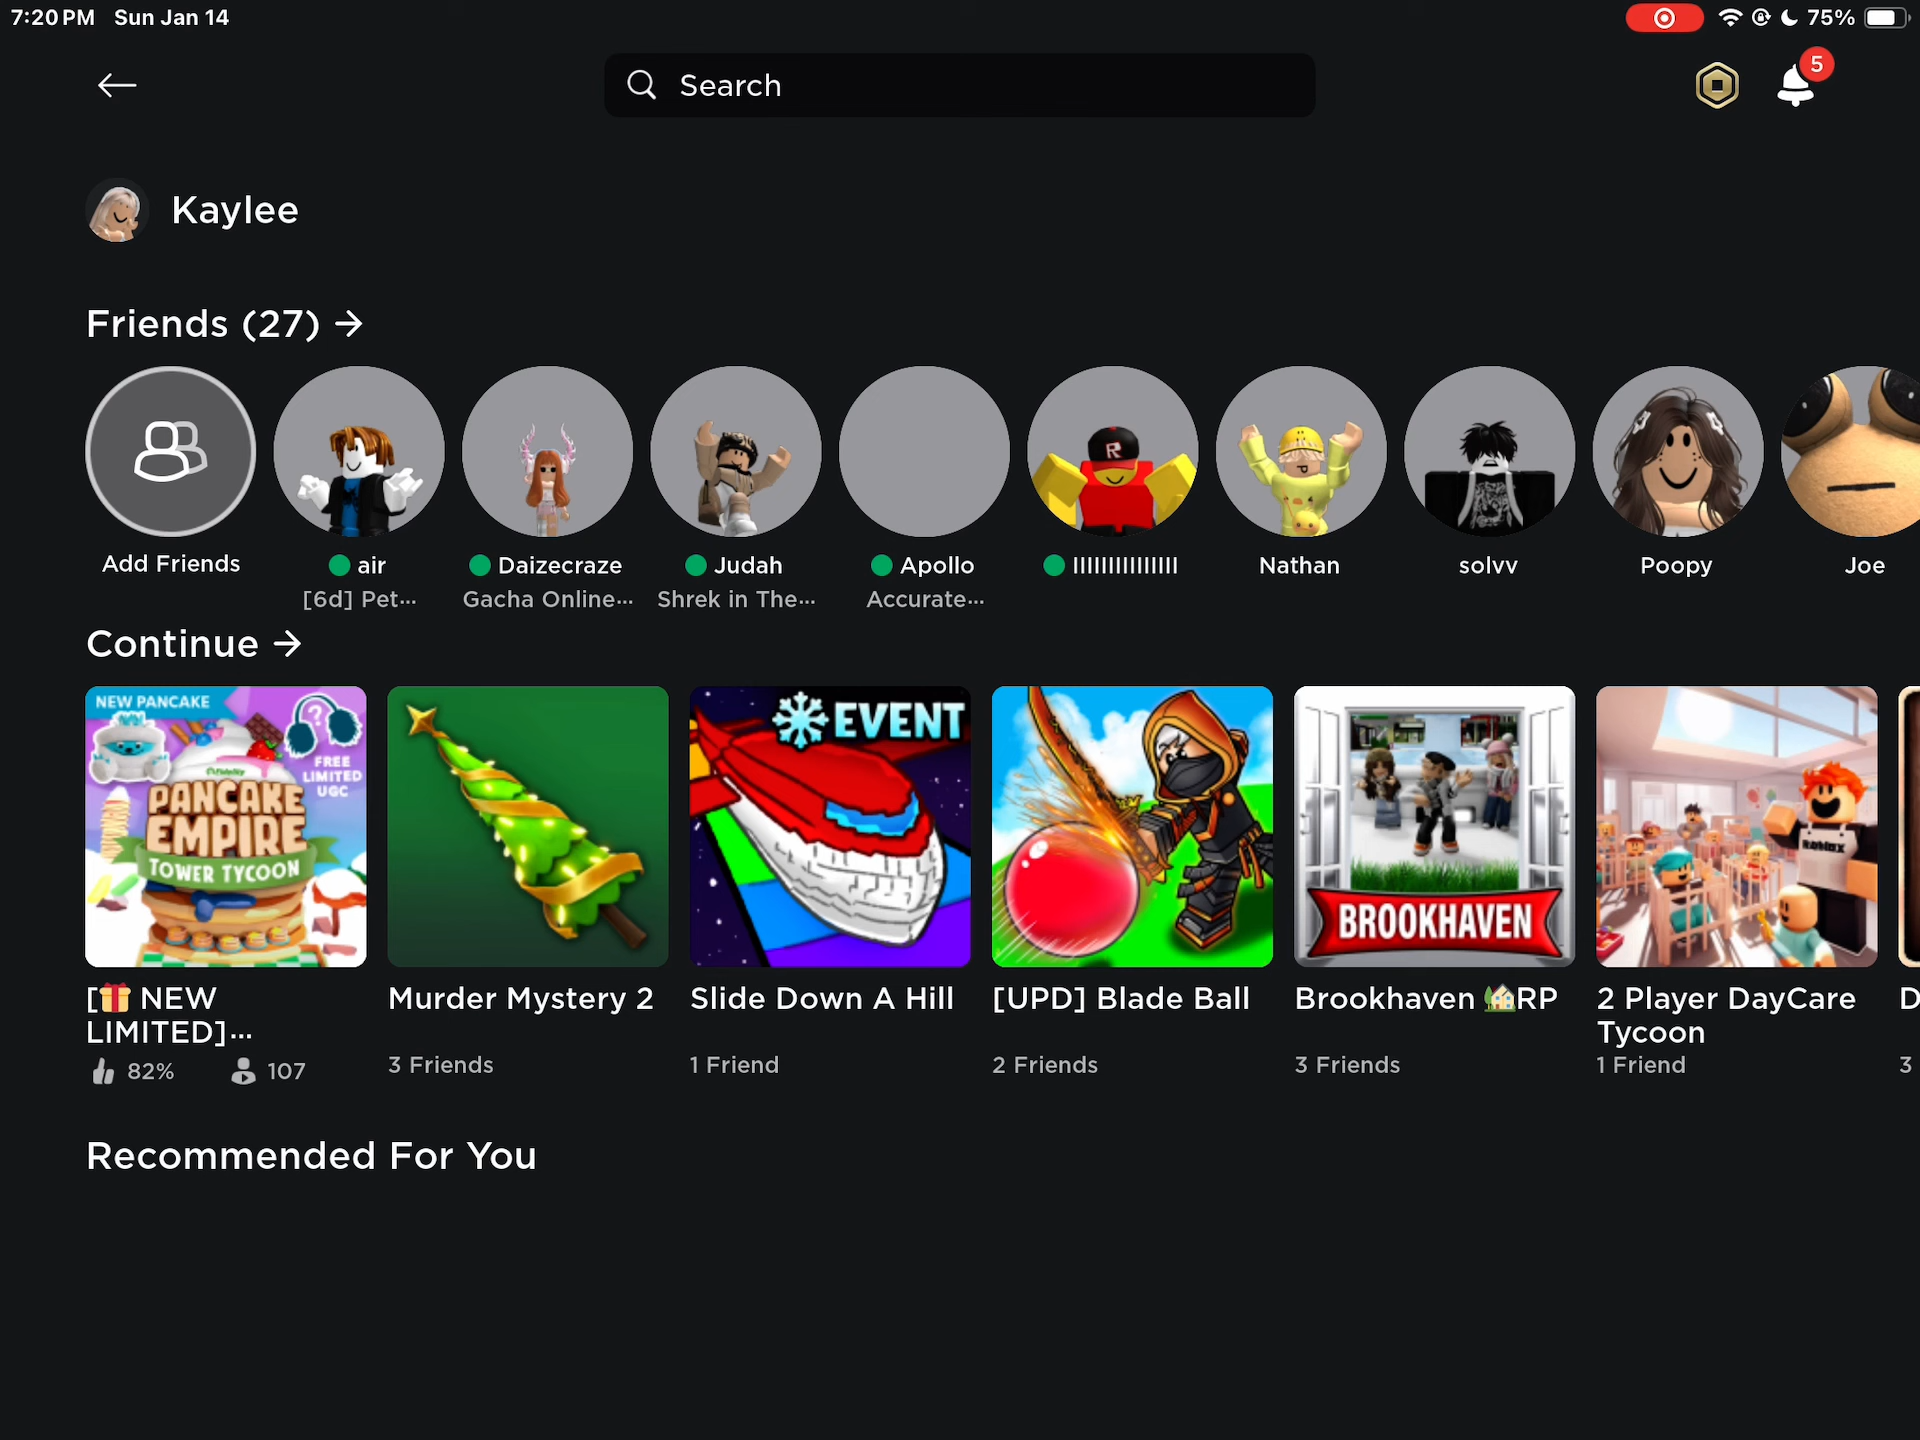 7:20 PM Sun Jan 14
75%
Search
5
Kaylee
Friends (27) →
Add Friends
air
[6d] Pet...
Daizecraze
Gacha Online...
Judah
Shrek in The...
Apollo
Accurate...
Nathan
solvv
Poopy
Joe
Continue →
NEW PANCAKE
FREE
LIMITED
UGC
PANCAKE
EMPIRE
TOWER TYCOON
[🎁 NEW
LIMITED]...
82% 107
Murder Mystery 2
3 Friends
EVENT
Slide Down A Hill
1 Friend
[UPD] Blade Ball
2 Friends
BROOKHAVEN
Brookhaven 🏡RP
3 Friends
ROBLOX
2 Player DayCare
Tycoon
1 Friend
D
3
Recommended For You